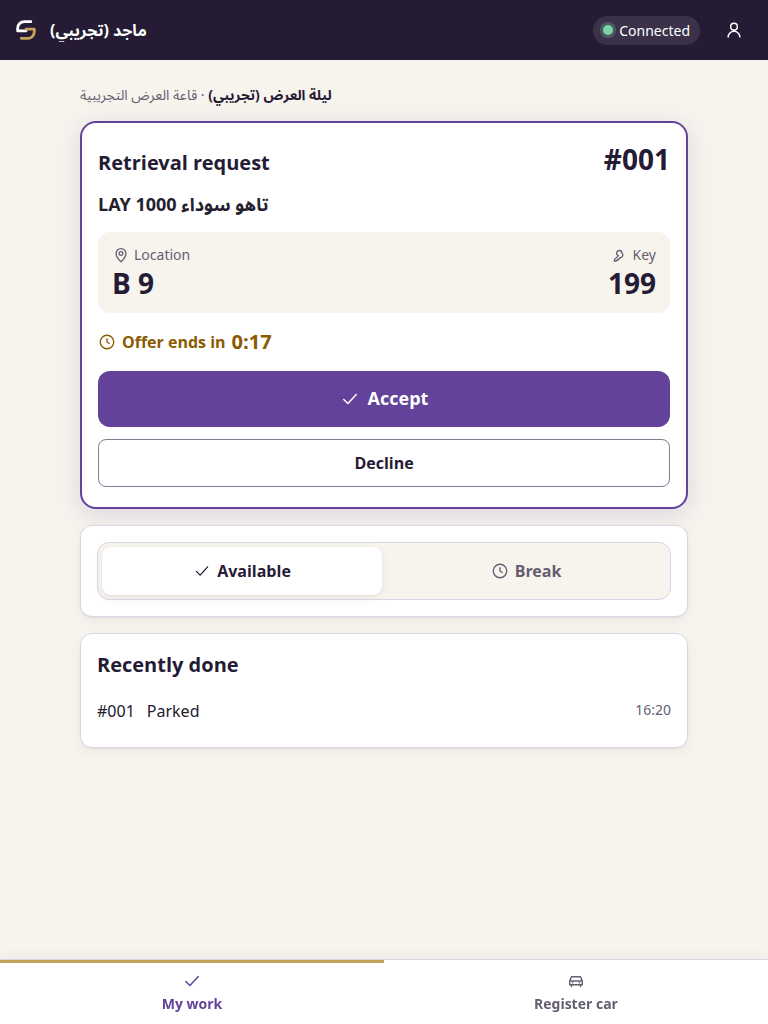 ماجد (تجريبي)
Connected
ليلة العرض (تجريبي) · قاعة العرض التجريبية
Retrieval request
#001
LAY 1000 تاهو سوداء
Location
Key
B 9
199
Offer ends in 0:17
Accept
Decline
Available
Break
Recently done
#001 Parked
16:20
My work
Register car